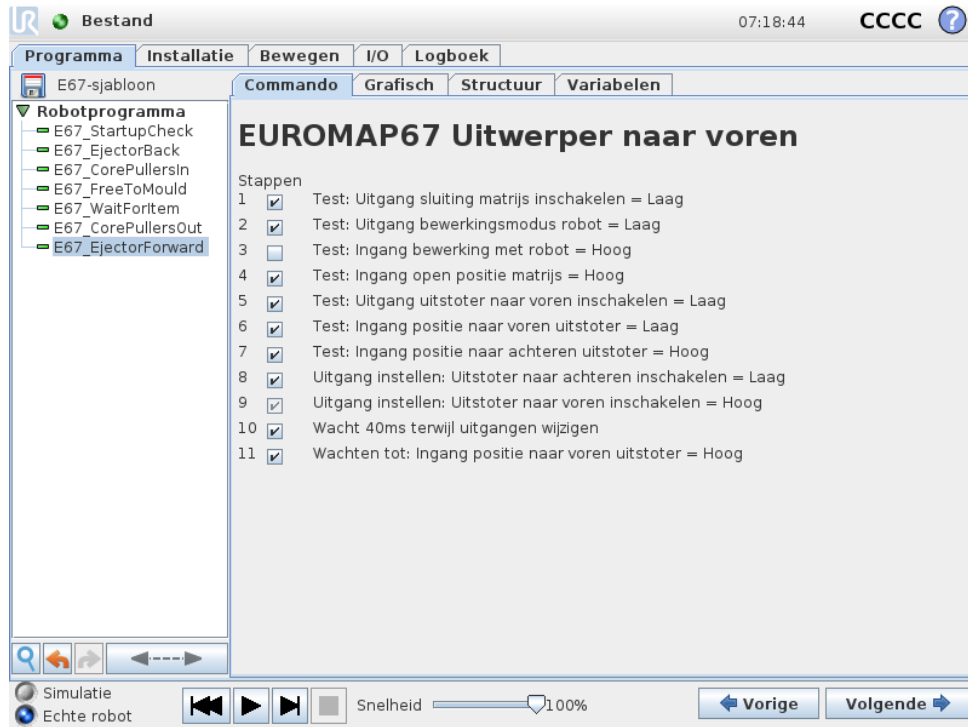 UR Bestand 07:18:44 CCCC ?
Programma Installatie Bewegen I/O Logboek
E67-sjabloon
Commando Grafisch Structuur Variabelen
Robotprogramma
E67_StartupCheck
E67_EjectorBack
E67_CorePullersIn
E67_FreeToMould
E67_WaitForItem
E67_CorePullersOut
E67_EjectorForward
EUROMAP67 Uitwerper naar voren
Stappen
1 Test: Uitgang sluiting matrijs inschakelen = Laag
2 Test: Uitgang bewerkingsmodus robot = Laag
3 Test: Ingang bewerking met robot = Hoog
4 Test: Ingang open positie matrijs = Hoog
5 Test: Uitgang uitstoter naar voren inschakelen = Laag
6 Test: Ingang positie naar voren uitstoter = Laag
7 Test: Ingang positie naar achteren uitstoter = Hoog
8 Uitgang instellen: Uitstoter naar achteren inschakelen = Laag
9 Uitgang instellen: Uitstoter naar voren inschakelen = Hoog
10 Wacht 40ms terwijl uitgangen wijzigen
11 Wachten tot: Ingang positie naar voren uitstoter = Hoog
Simulatie
Echte robot
Snelheid 100%
Vorige Volgende